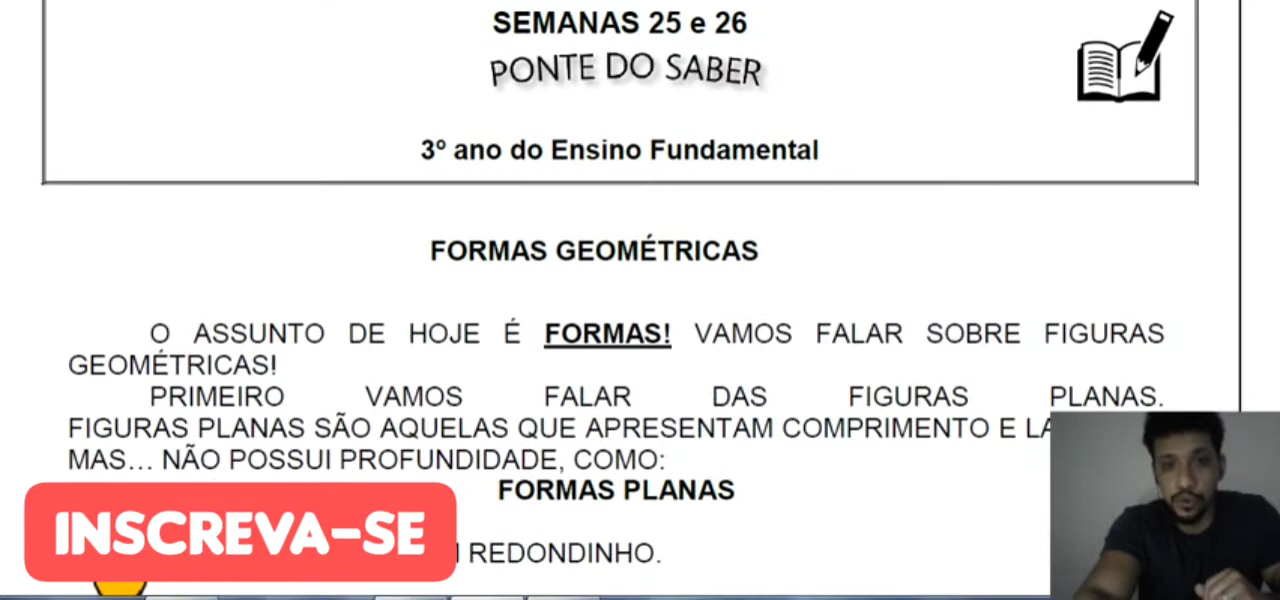 SEMANAS 25 e 26
PONTE DO SABER
3º ano do Ensino Fundamental
FORMAS GEOMÉTRICAS
O ASSUNTO DE HOJE É FORMAS! VAMOS FALAR SOBRE FIGURAS
GEOMÉTRICAS!
PRIMEIRO VAMOS FALAR DAS FIGURAS PLANAS.
FIGURAS PLANAS SÃO AQUELAS QUE APRESENTAM COMPRIMENTO E
MAS... NÃO POSSUI PROFUNDIDADE, COMO:
FORMAS PLANAS
INSCREVA-SE
REDONDINHO.